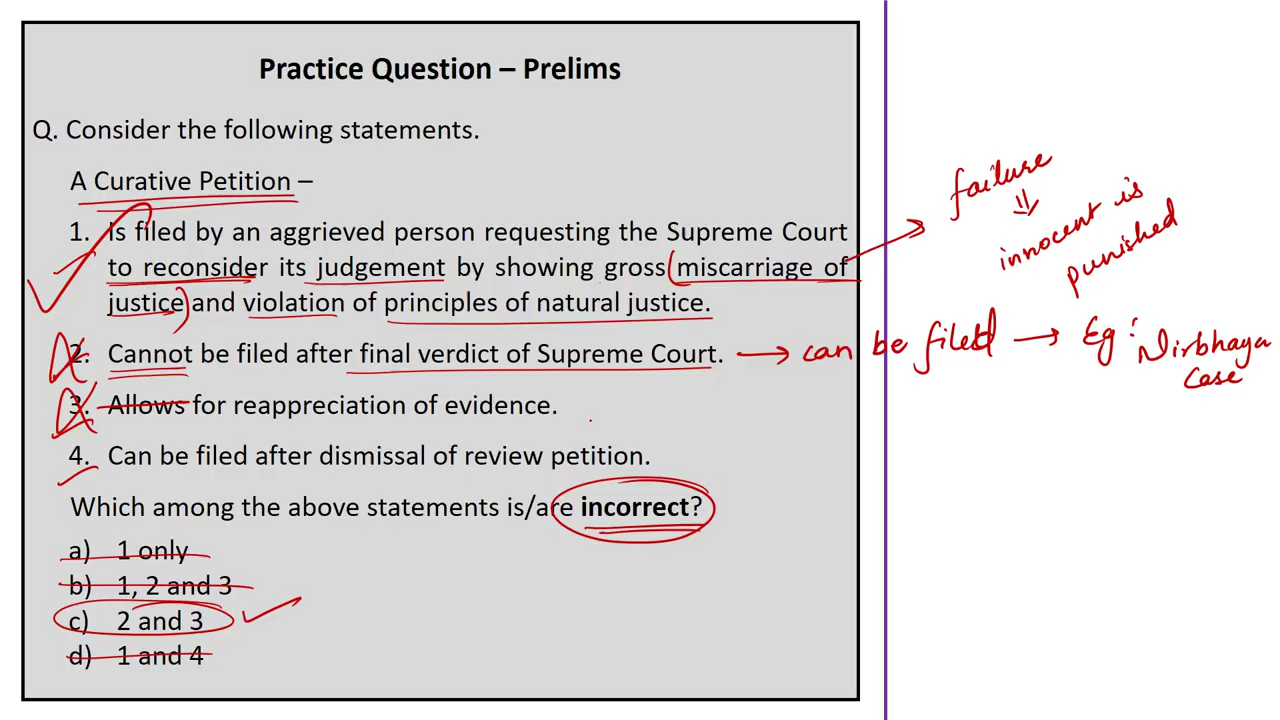 Practice Question – Prelims
Q. Consider the following statements.
A Curative Petition –
1. Is filed by an aggrieved person requesting the Supreme Court
to reconsider its judgement by showing gross miscarriage of
justice and violation of principles of natural justice.
2. Cannot be filed after final verdict of Supreme Court.
3. Allows for reappreciation of evidence.
4. Can be filed after dismissal of review petition.
Which among the above statements is/are incorrect?
a) 1 only
b) 1, 2 and 3
c) 2 and 3
d) 1 and 4
failure
innocent is
punished
can be filed → Eg: Nirbhaya
Case